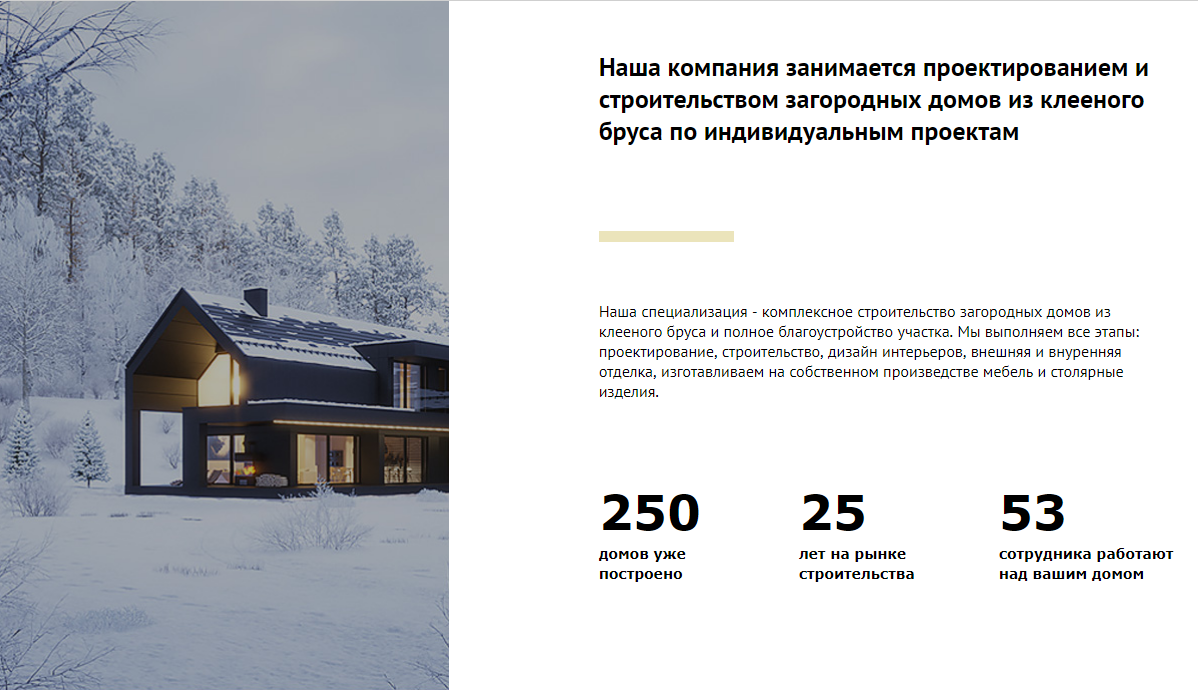 Наша компания занимается проектированием и
строительством загородных домов из клееного
бруса по индивидуальным проектам
Наша специализация - комплексное строительство загородных домов из
клееного бруса и полное благоустройство участка. Мы выполняем все этапы:
проектирование, строительство, дизайн интерьеров, внешняя и внуренняя
отделка, изготавливаем на собственном произведстве мебель и столярные
изделия.
250
домов уже
построено
25
лет на рынке
строительства
53
сотрудника работают
над вашим домом